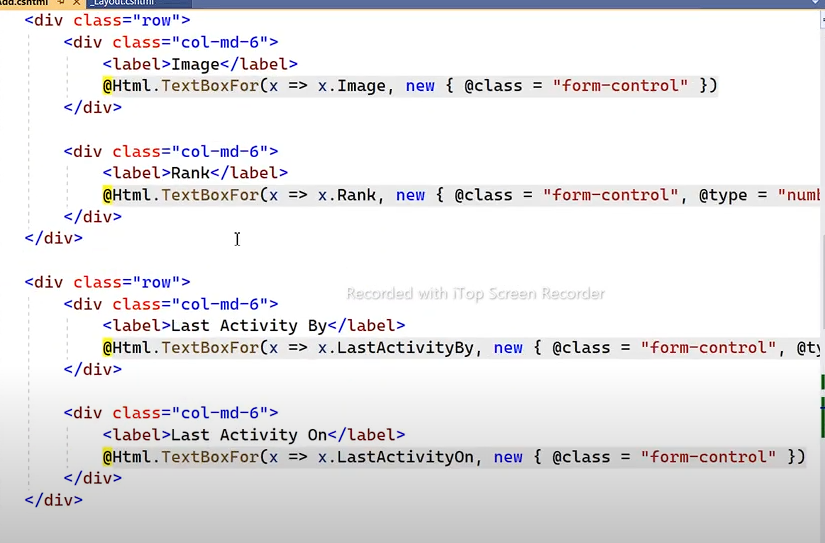 Add.cshtml _Layout.cshtml
<div class="row">
<div class="col-md-6">
<label>Image</label>
@Html.TextBoxFor(x => x.Image, new { @class = "form-control" })
</div>
<div class="col-md-6">
<label>Rank</label>
@Html.TextBoxFor(x => x.Rank, new { @class = "form-control", @type = "numb
</div>
</div>
<div class="row">
Recorded with iTop Screen Recorder
<div class="col-md-6">
<label>Last Activity By</label>
@Html.TextBoxFor(x => x.LastActivityBy, new { @class = "form-control", @ty
</div>
<div class="col-md-6">
<label>Last Activity On</label>
@Html.TextBoxFor(x => x.LastActivityOn, new { @class = "form-control" })
</div>
</div>